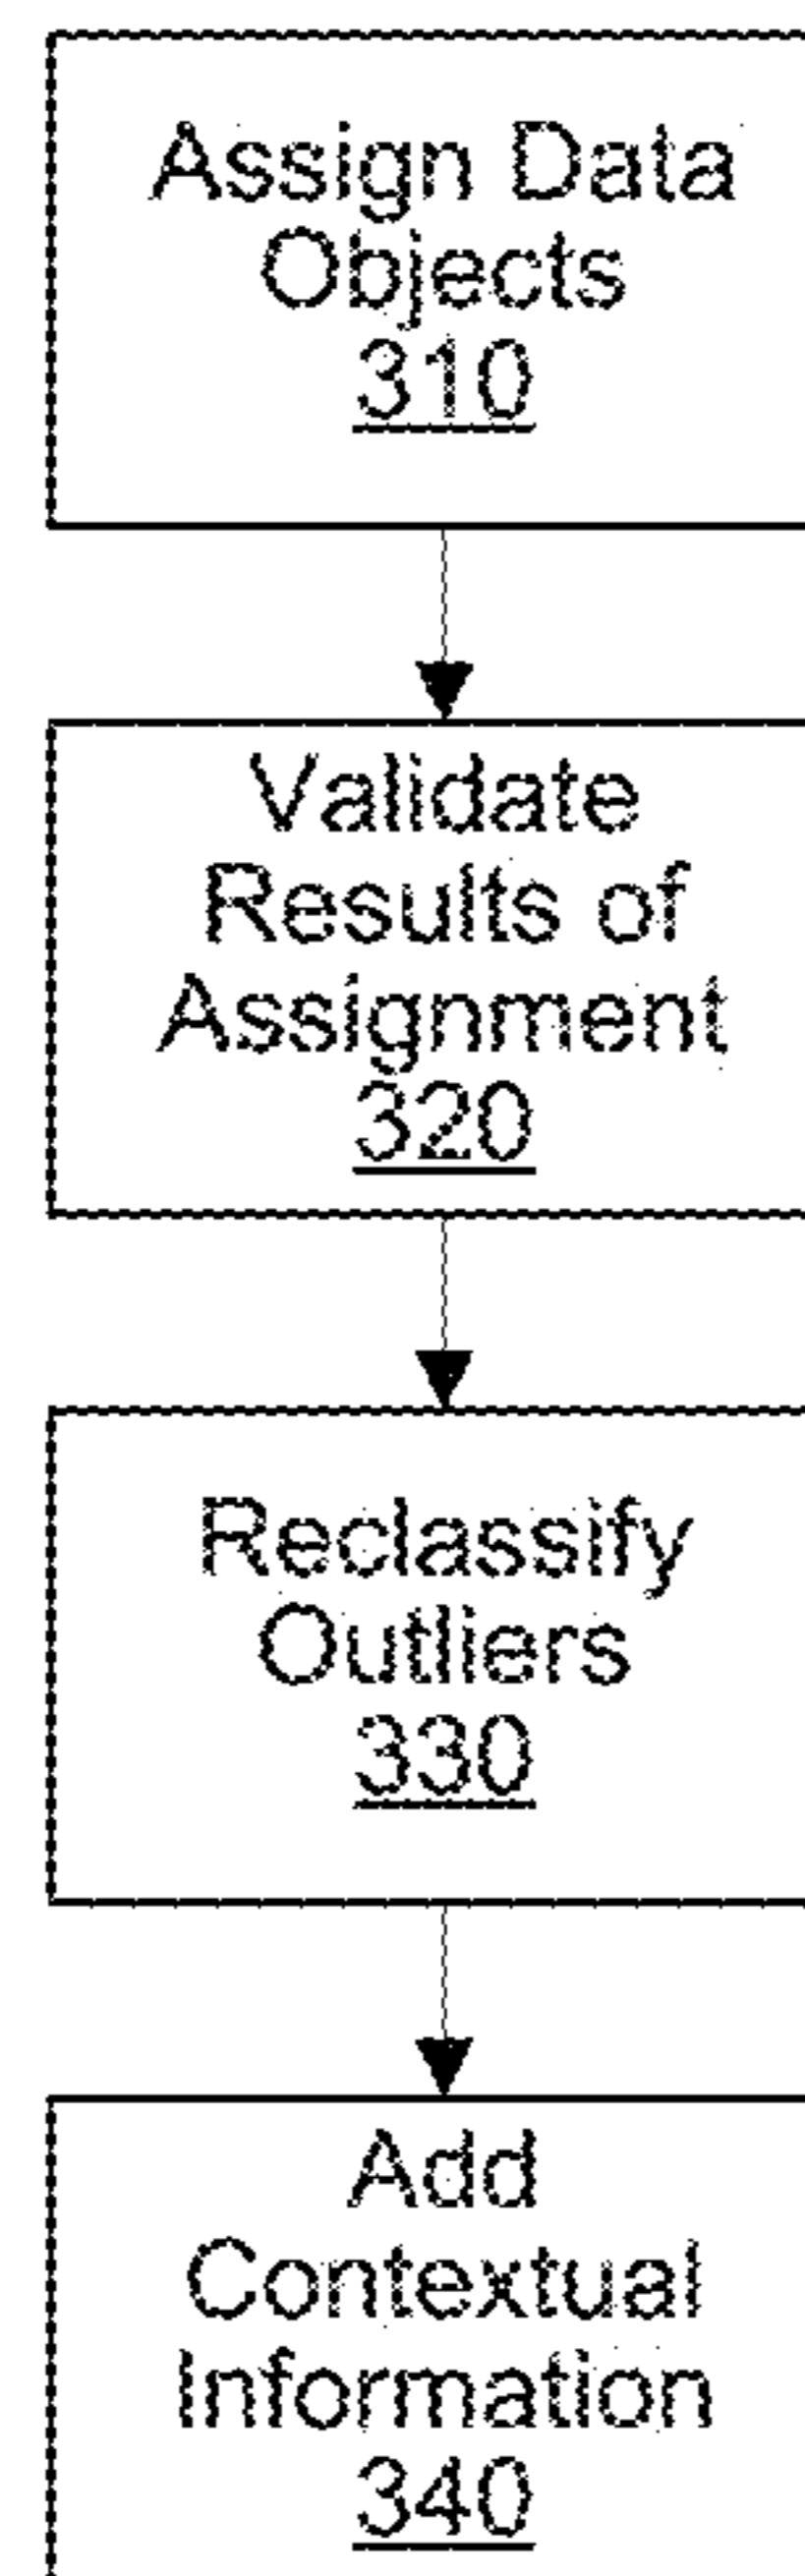 Assign Data
Objects
310
Validate
Results of
Assignment
320
Reclassify
Outliers
330
Add
Contextual
Information
340